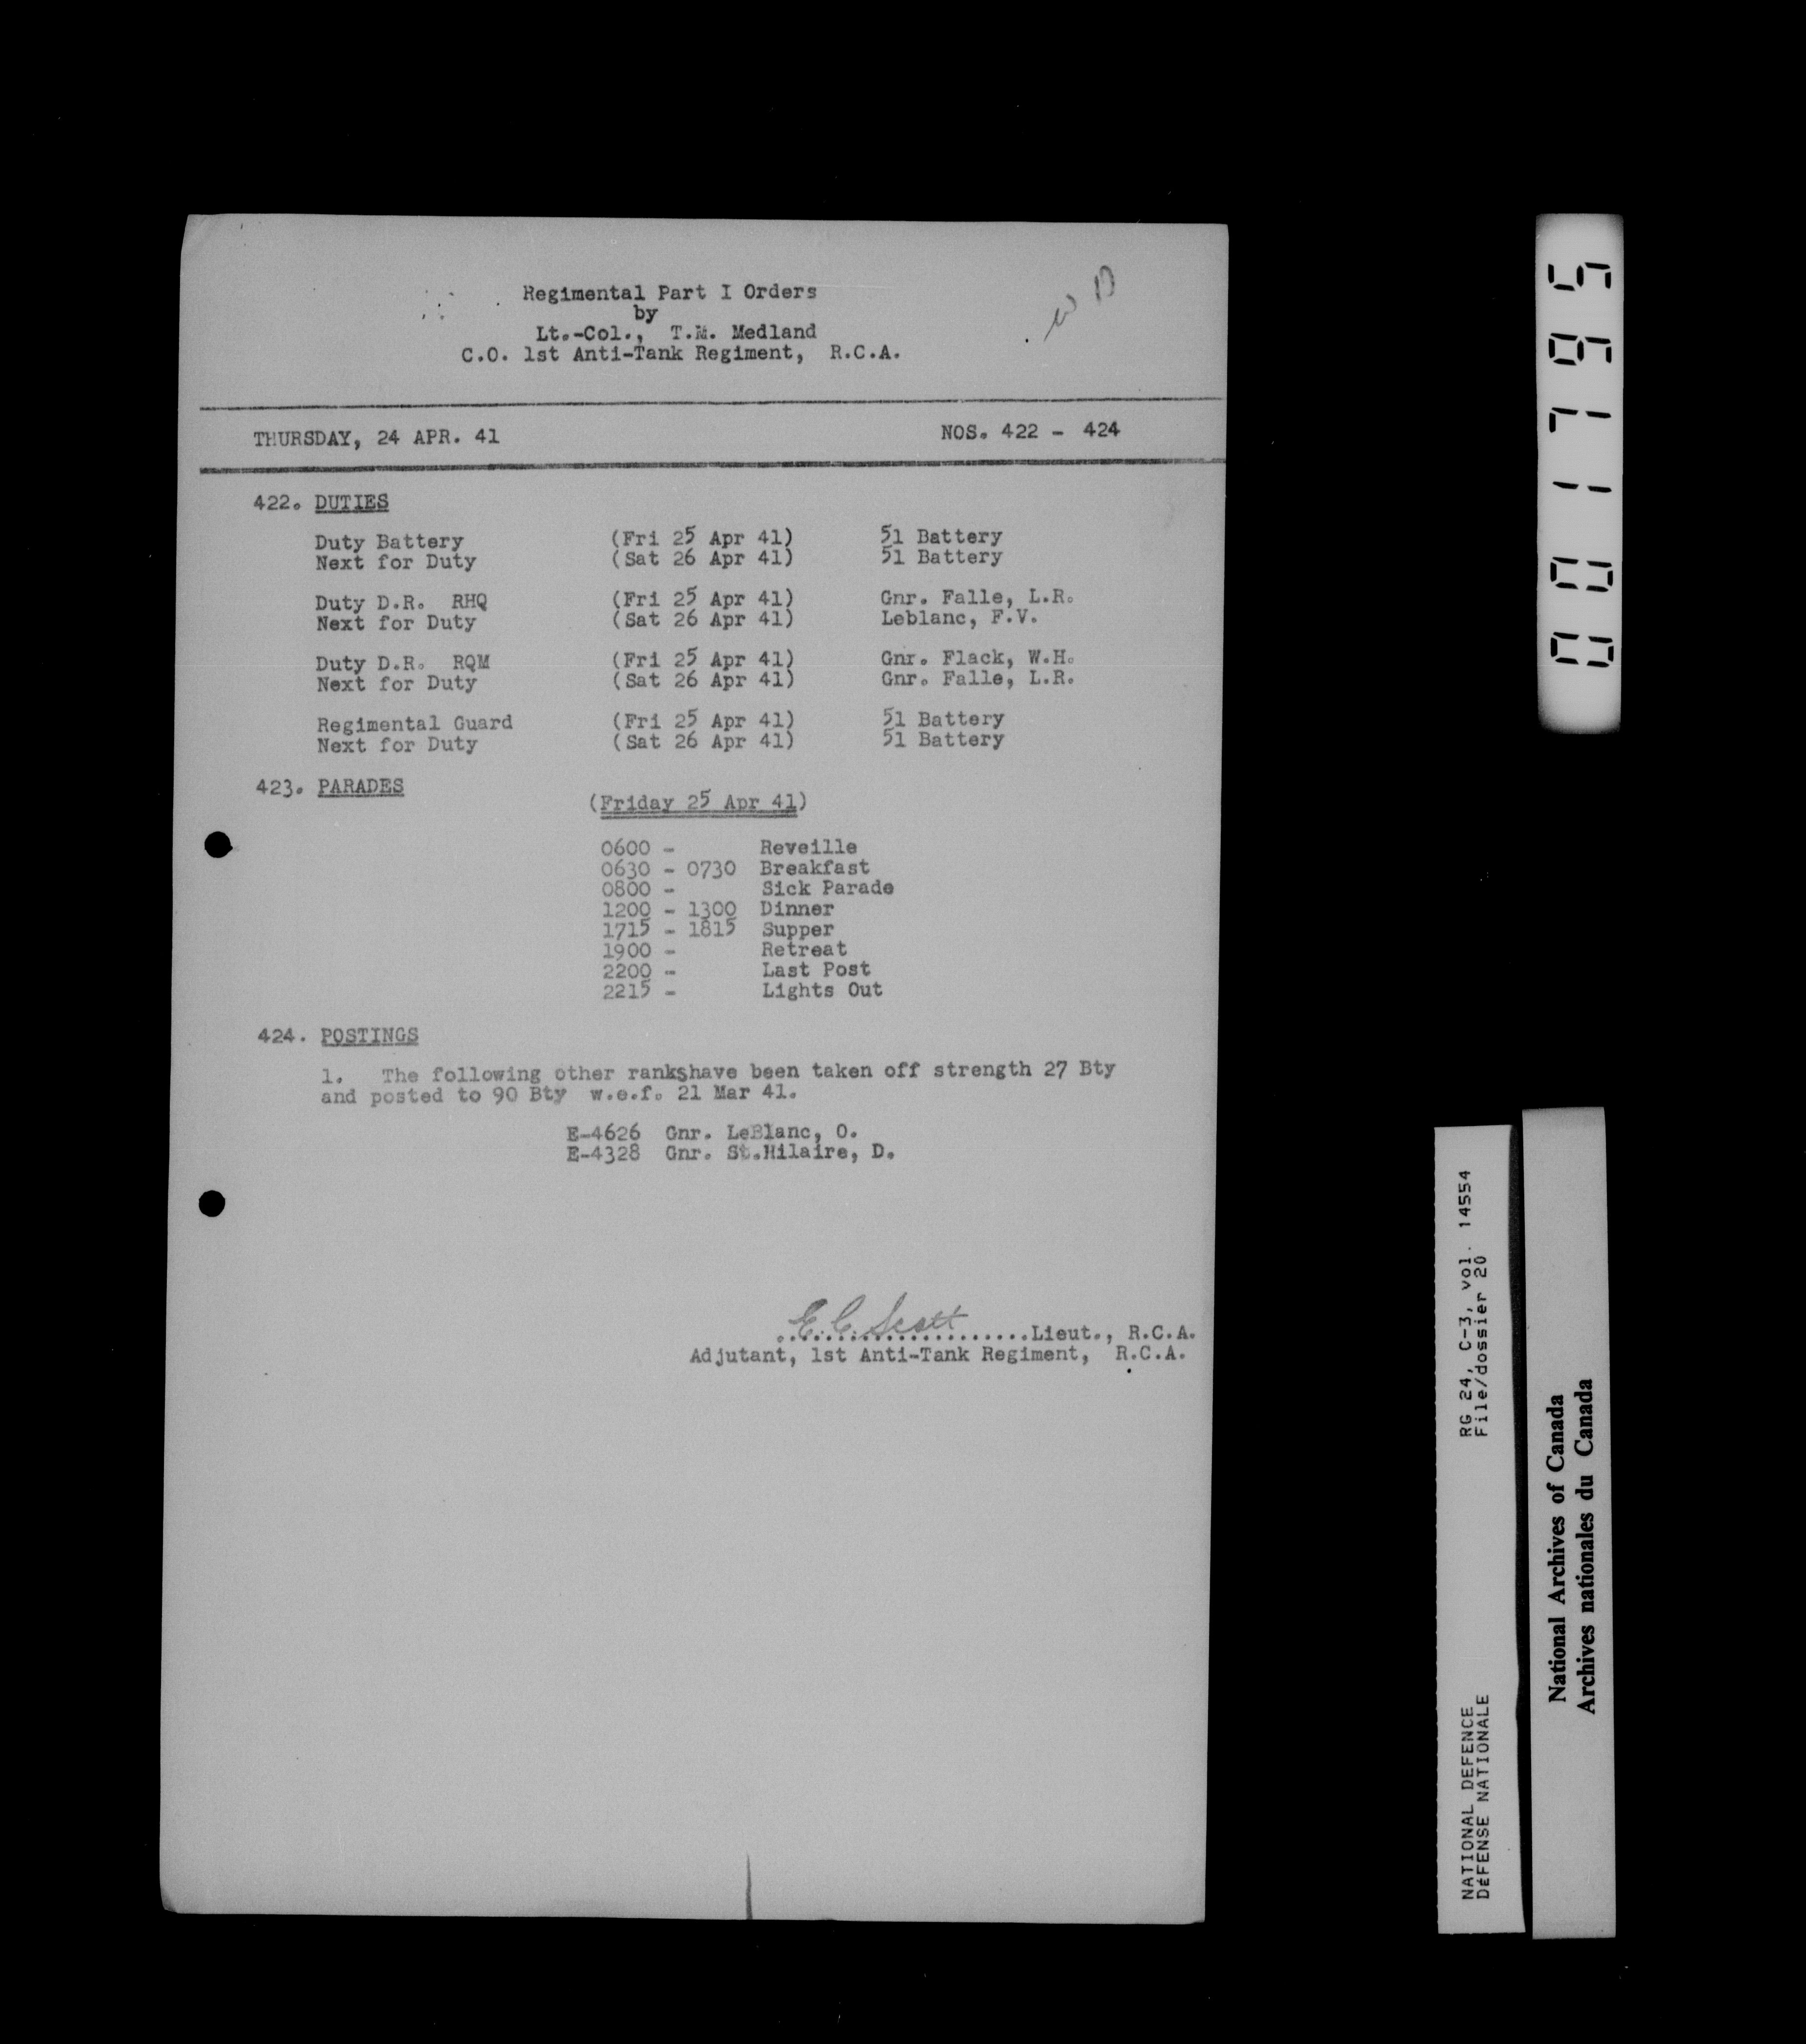 Regimental Part I Orders
by
Lt.-Col., T.M. Medland
C.O. 1st Anti-Tank Regiment, R.C.A.
W D
THURSDAY, 24 APR. 41 NOS. 422 - 424
422. DUTIES
Duty Battery (Fri 25 Apr 41) 51 Battery
Next for Duty (Sat 26 Apr 41) 51 Battery
Duty D.R. RHQ (Fri 25 Apr 41) Gnr. Falle, L.R.
Next for Duty (Sat 26 Apr 41) Leblanc, F.V.
Duty D.R. RQM (Fri 25 Apr 41) Gnr. Flack, W.H.
Next for Duty (Sat 26 Apr 41) Gnr. Falle, L.R.
Regimental Guard (Fri 25 Apr 41) 51 Battery
Next for Duty (Sat 26 Apr 41) 51 Battery
423. PARADES
(Friday 25 Apr 41)
0600 - Reveille
0630 - 0730 Breakfast
0800 - Sick Parade
1200 - 1300 Dinner
1715 - 1815 Supper
1900 - Retreat
2200 - Last Post
2215 - Lights Out
424. POSTINGS
1. The following other rankshave been taken off strength 27 Bty
and posted to 90 Bty w.e.f. 21 Mar 41.
E-4626 Gnr. LeBlanc, O.
E-4328 Gnr. St.Hilaire, D.
E.C. Scott
......................Lieut., R.C.A.
Adjutant, 1st Anti-Tank Regiment, R.C.A.
0001795
RG 24, C-3, vol. 14554
File/dossier 20
NATIONAL DEFENCE
DÉFENSE NATIONALE
National Archives of Canada
Archives nationales du Canada